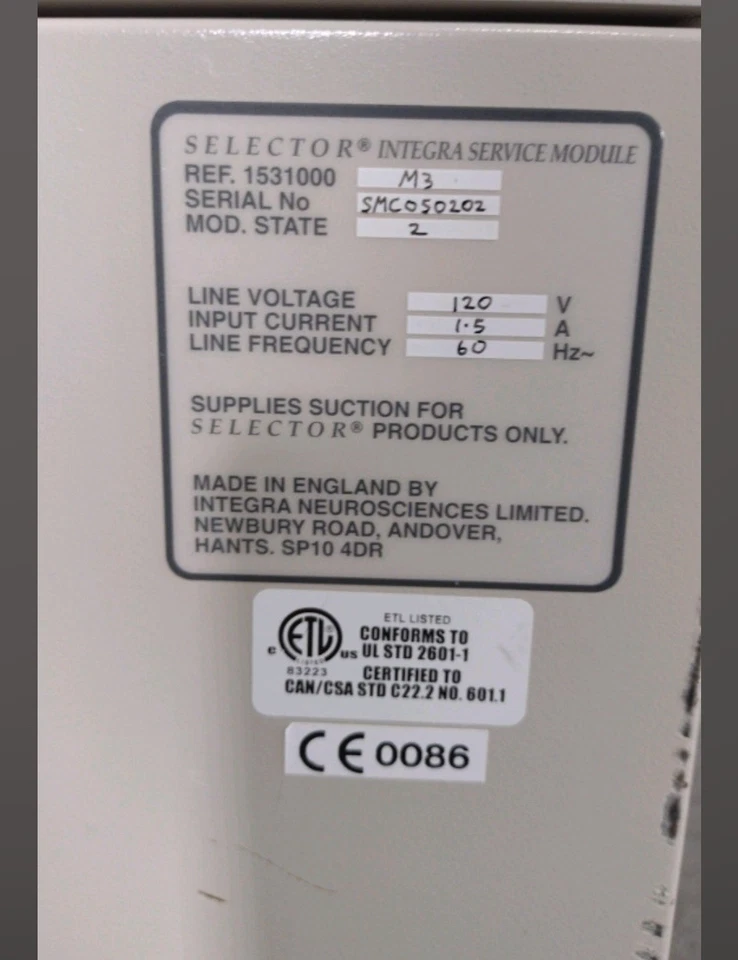 SELECTOR® INTEGRA SERVICE MODULE
REF. 1531000 M3
SERIAL No SMC050202
MOD. STATE 2
LINE VOLTAGE 120 V
INPUT CURRENT 1.5 A
LINE FREQUENCY 60 Hz~
SUPPLIES SUCTION FOR
SELECTOR® PRODUCTS ONLY.
MADE IN ENGLAND BY
INTEGRA NEUROSCIENCES LIMITED.
NEWBURY ROAD, ANDOVER,
HANTS. SP10 4DR
ETL LISTED
CONFORMS TO
UL STD 2601-1
CERTIFIED TO
CAN/CSA STD C22.2 NO. 601.1
c ETL® us
LISTED
83223
CE 0086